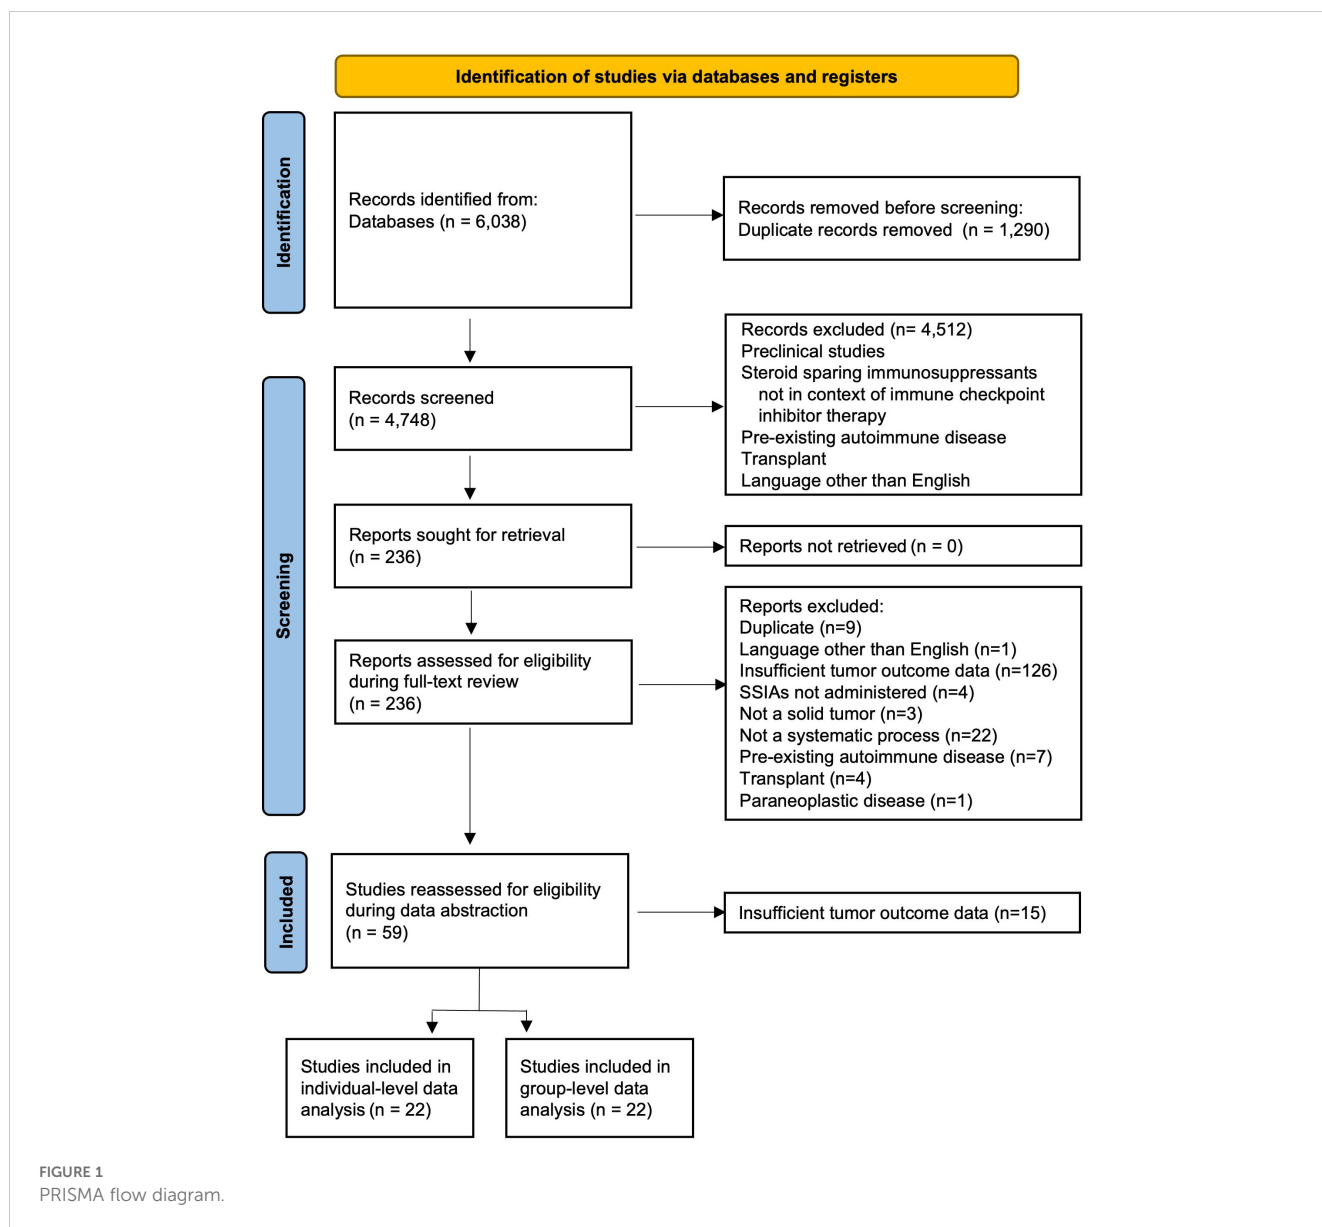 Identification of studies via databases and registers
Identification
Records identified from:
Databases (n = 6,038)
Records removed before screening:
Duplicate records removed (n = 1,290)
Screening
Records screened
(n = 4,748)
Records excluded (n= 4,512)
Preclinical studies
Steroid sparing immunosuppressants
not in context of immune checkpoint
inhibitor therapy
Pre-existing autoimmune disease
Transplant
Language other than English
Reports sought for retrieval
(n = 236)
Reports not retrieved (n = 0)
Reports assessed for eligibility
during full-text review
(n = 236)
Reports excluded:
Duplicate (n=9)
Language other than English (n=1)
Insufficient tumor outcome data (n=126)
SSIAs not administered (n=4)
Not a solid tumor (n=3)
Not a systematic process (n=22)
Pre-existing autoimmune disease (n=7)
Transplant (n=4)
Paraneoplastic disease (n=1)
Included
Studies reassessed for eligibility
during data abstraction
(n = 59)
Insufficient tumor outcome data (n=15)
Studies included in
individual-level data
analysis (n = 22)
Studies included in
group-level data
analysis (n = 22)
FIGURE 1
PRISMA flow diagram.